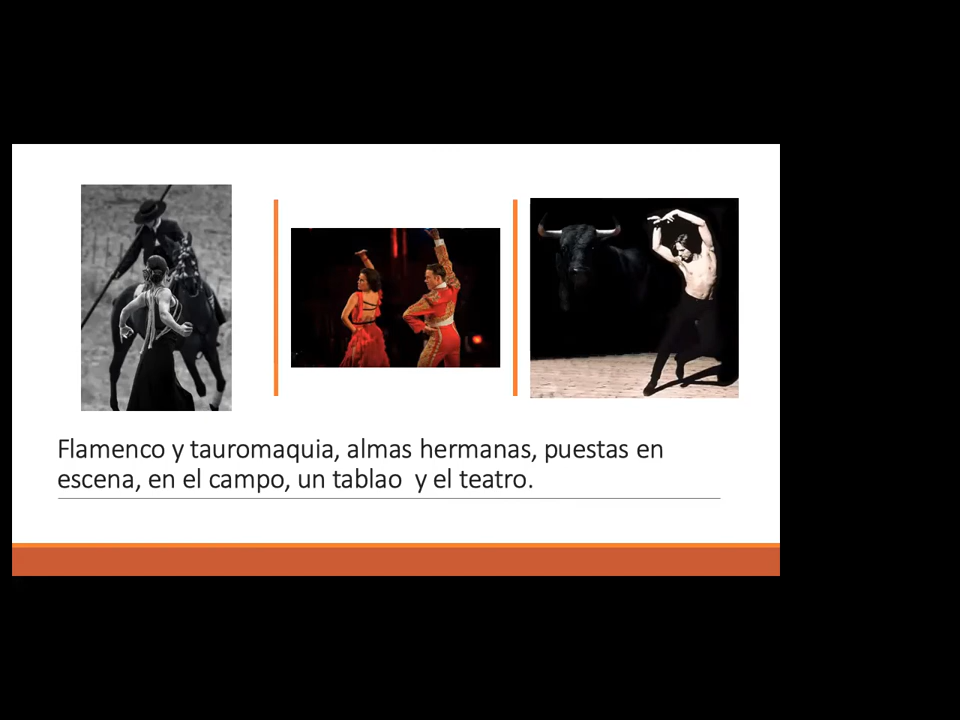 Flamenco y tauromaquia, almas hermanas, puestas en
escena, en el campo, un tablao  y el teatro.